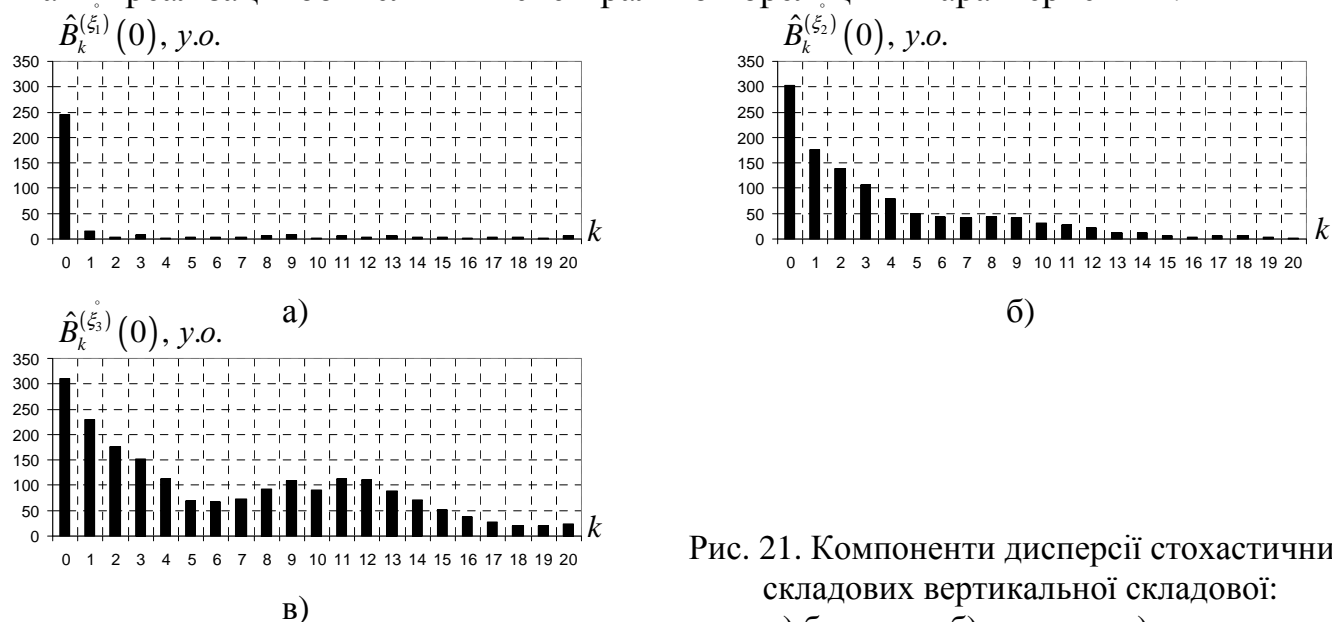 B̂ₖ^(ξ̊₁)(0), у.о.
350
300
250
200
150
100
50
0
0 1 2 3 4 5 6 7 8 9 10 11 12 13 14 15 16 17 18 19 20
k
а)
B̂ₖ^(ξ̊₂)(0), у.о.
350
300
250
200
150
100
50
0
0 1 2 3 4 5 6 7 8 9 10 11 12 13 14 15 16 17 18 19 20
k
б)
B̂ₖ^(ξ̊₃)(0), у.о.
350
300
250
200
150
100
50
0
0 1 2 3 4 5 6 7 8 9 10 11 12 13 14 15 16 17 18 19 20
k
в)
Рис. 21. Компоненти дисперсії стохастични
складових вертикальної складової: